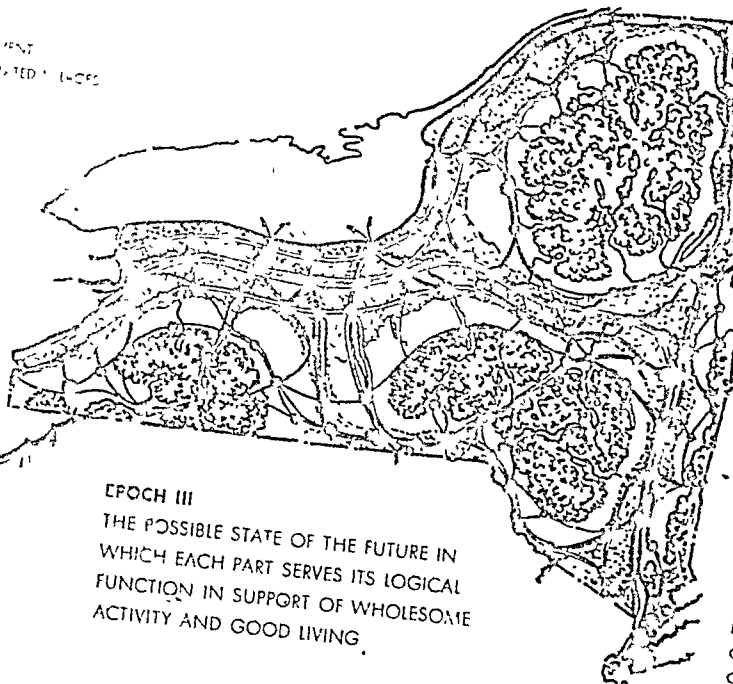 EPOCH III
THE POSSIBLE STATE OF THE FUTURE IN
WHICH EACH PART SERVES ITS LOGICAL
FUNCTION IN SUPPORT OF WHOLESOME
ACTIVITY AND GOOD LIVING